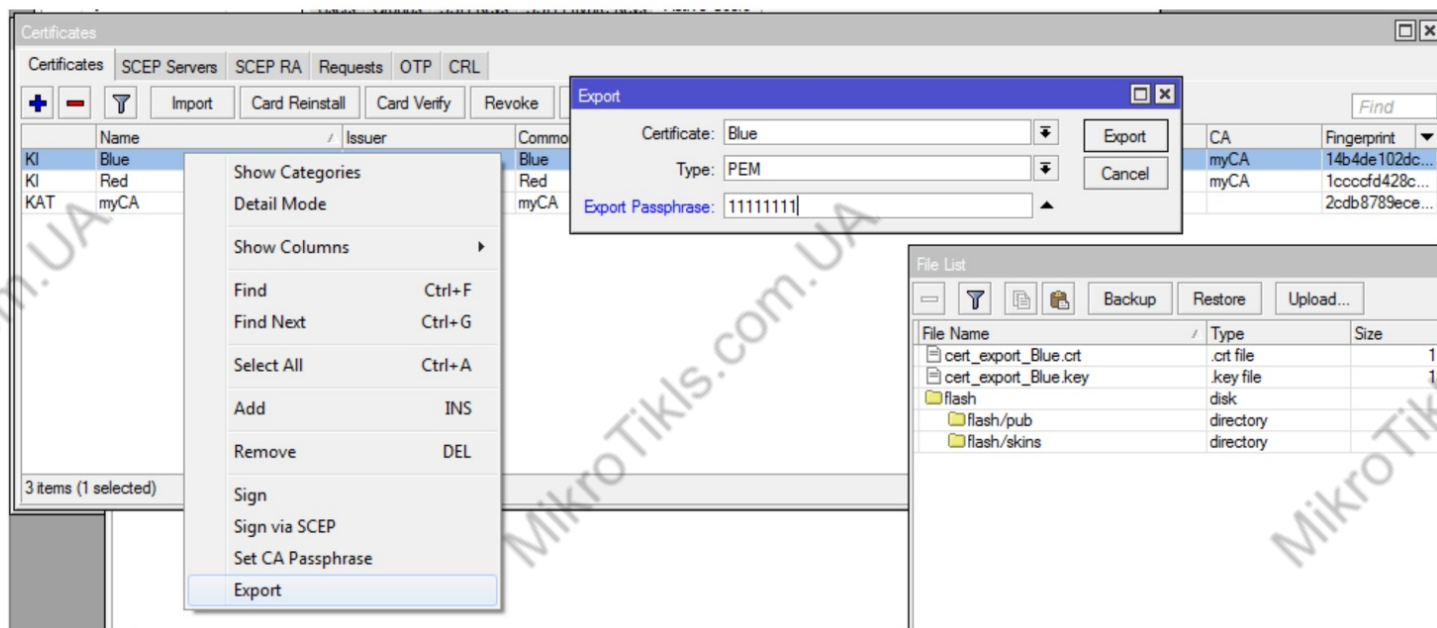 Certificates
Certificates SCEP Servers SCEP RA Requests OTP CRL
Import Card Reinstall Card Verify Revoke
Find
Name Issuer Commo CA Fingerprint
KI Blue Blue myCA 14b4de102dc...
KI Red Red myCA 1ccccfd428c...
KAT myCA myCA 2cdb8789ece...
3 items (1 selected)
Show Categories
Detail Mode
Show Columns
Find Ctrl+F
Find Next Ctrl+G
Select All Ctrl+A
Add INS
Remove DEL
Sign
Sign via SCEP
Set CA Passphrase
Export
Export
Certificate: Blue Export
Type: PEM Cancel
Export Passphrase: 11111111
File List
Backup Restore Upload...
File Name Type Size
cert_export_Blue.crt .crt file 1
cert_export_Blue.key .key file 1
flash disk
flash/pub directory
flash/skins directory
m.UA
MikroTikls.com.UA
MikroTik